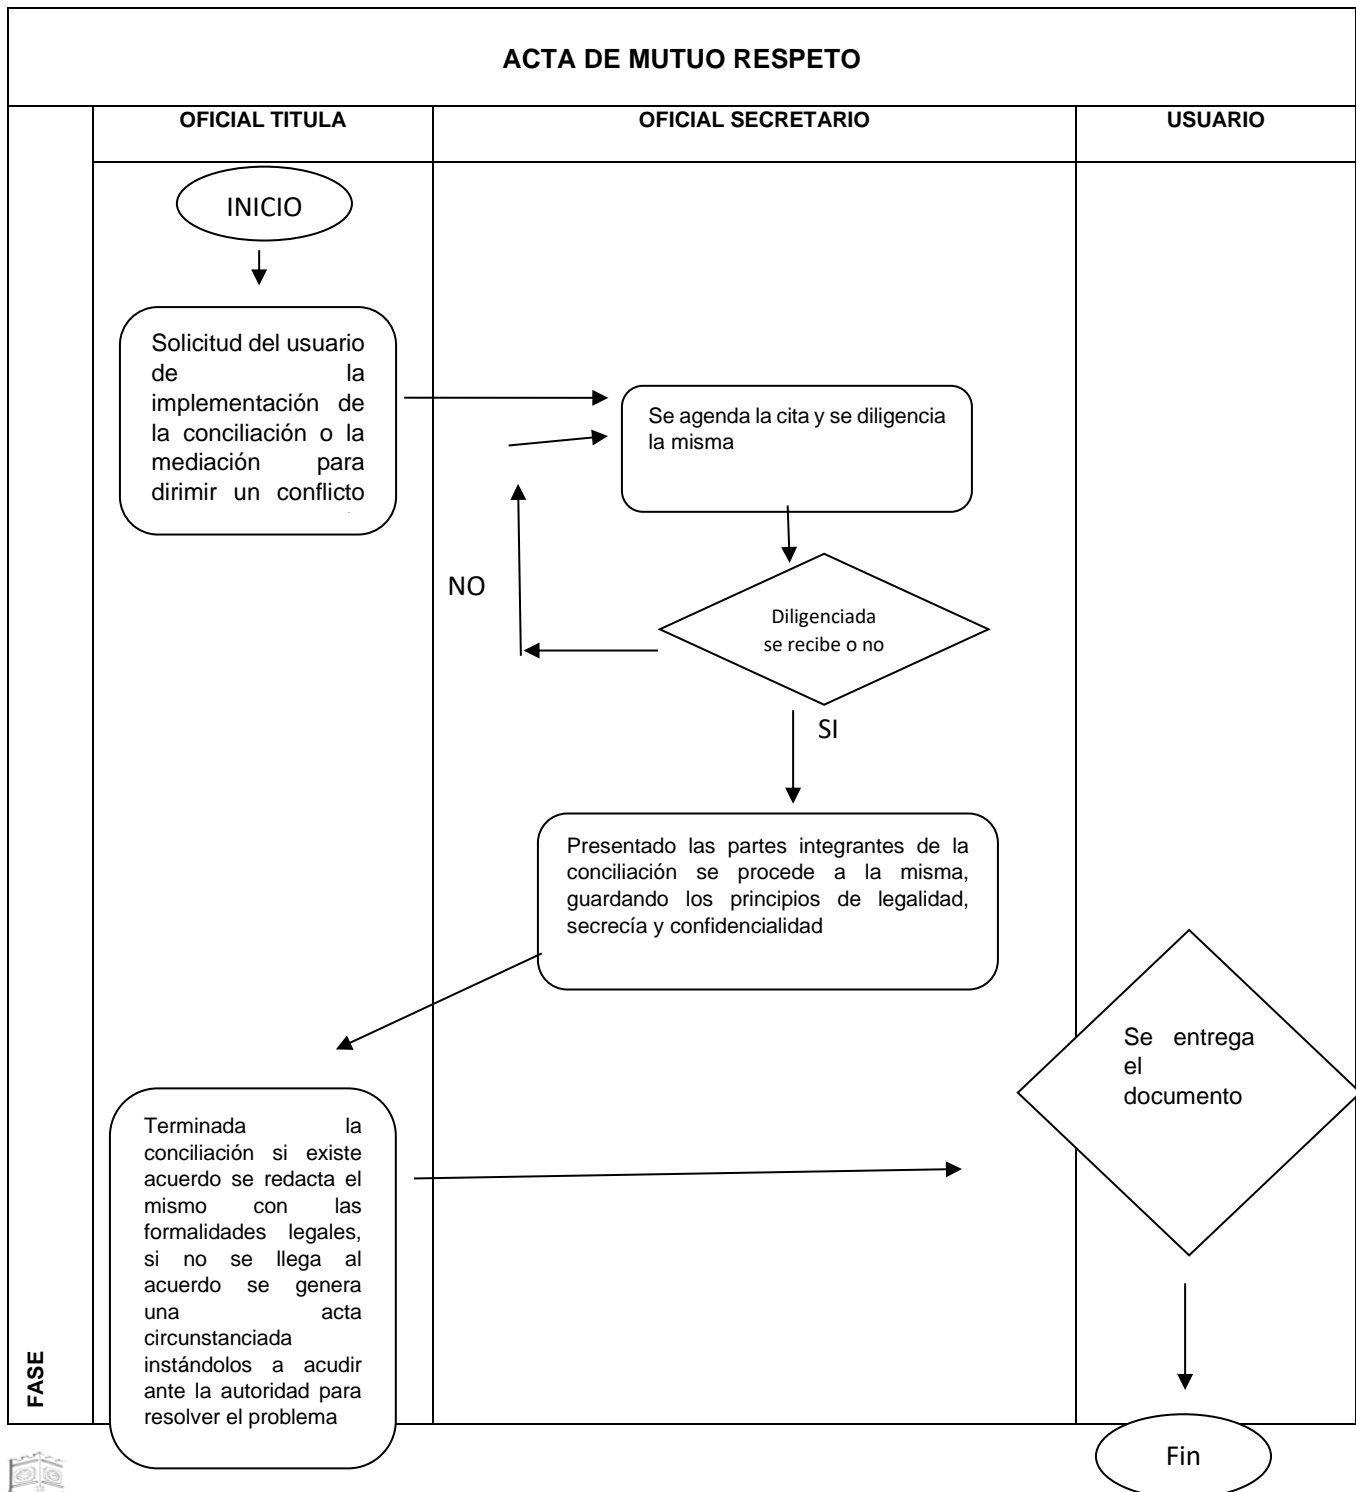 ACTA DE MUTUO RESPETO
OFICIAL TITULA
OFICIAL SECRETARIO
USUARIO
INICIO
Solicitud del usuario
de la
implementación de
la conciliación o la
mediación para
dirimir un conflicto
Se agenda la cita y se diligencia
la misma
NO
Diligenciada
se recibe o no
SI
Presentado las partes integrantes de la
conciliación se procede a la misma,
guardando los principios de legalidad,
secrecía y confidencialidad
Se entrega
el
documento
Terminada la
conciliación si existe
acuerdo se redacta el
mismo con las
formalidades legales,
si no se llega al
acuerdo se genera
una acta
circunstanciada
instándolos a acudir
ante la autoridad para
resolver el problema
FASE
Fin